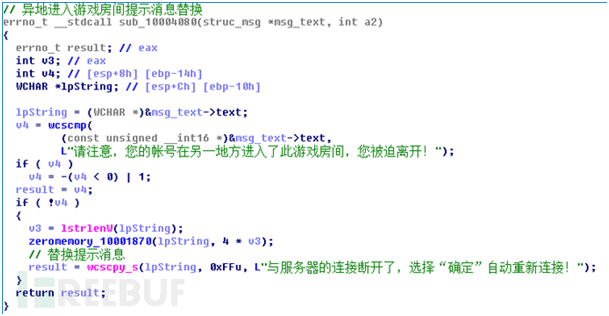 // 异地进入游戏房间提示消息替换
errno_t __stdcall sub_10004080(struc_msg *msg_text, int a2)
{
errno_t result; // eax
int v3; // eax
int v4; // [esp+8h] [ebp-14h]
WCHAR *lpString; // [esp+Ch] [ebp-10h]
lpString = (WCHAR *)&msg_text->text;
v4 = wcscmp(
(const unsigned __int16 *)&msg_text->text,
L"请注意，您的帐号在另一地方进入了此游戏房间，您被迫离开！");
if ( v4 )
v4 = -(v4 < 0) | 1;
result = v4;
if ( !v4 )
{
v3 = lstrlenW(lpString);
zeromemory_10001870(lpString, 4 * v3);
// 替换提示消息
result = wcscpy_s(lpString, 0xFFu, L"与服务器的连接断开了，选择“确定”自动重新连接！");
}
return result;
}
REEBUF